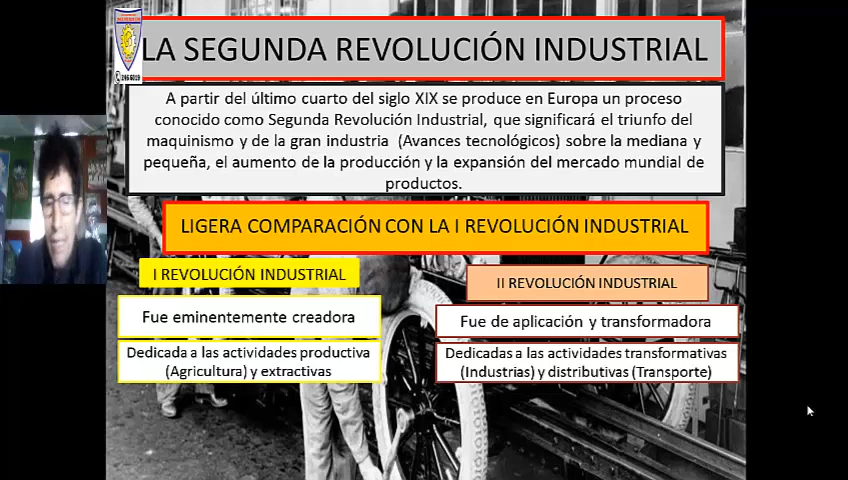 LA SEGUNDA REVOLUCIÓN INDUSTRIAL
246 6019
A partir del último cuarto del siglo XIX se produce en Europa un proceso
conocido como Segunda Revolución Industrial, que significará el triunfo del
maquinismo y de la gran industria (Avances tecnológicos) sobre la mediana y
pequeña, el aumento de la producción y la expansión del mercado mundial de
productos.
LIGERA COMPARACIÓN CON LA I REVOLUCIÓN INDUSTRIAL
I REVOLUCIÓN INDUSTRIAL
Fue eminentemente creadora
Dedicada a las actividades productiva
(Agricultura) y extractivas
II REVOLUCIÓN INDUSTRIAL
Fue de aplicación y transformadora
Dedicadas a las actividades transformativas
(Industrias) y distributivas (Transporte)